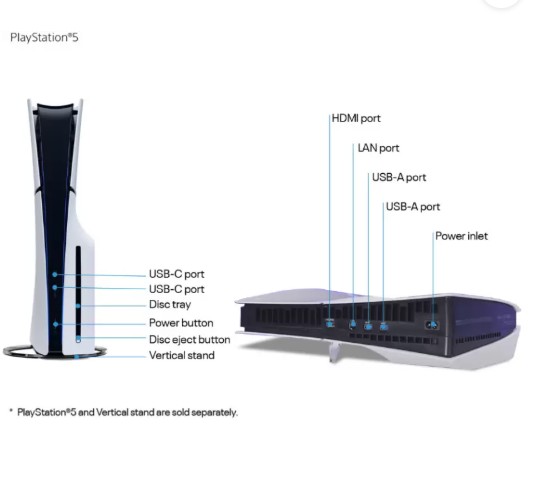 PlayStation®5
HDMI port
LAN port
USB-A port
USB-A port
Power inlet
USB-C port
USB-C port
Disc tray
Power button
Disc eject button
Vertical stand
* PlayStation®5 and Vertical stand are sold separately.